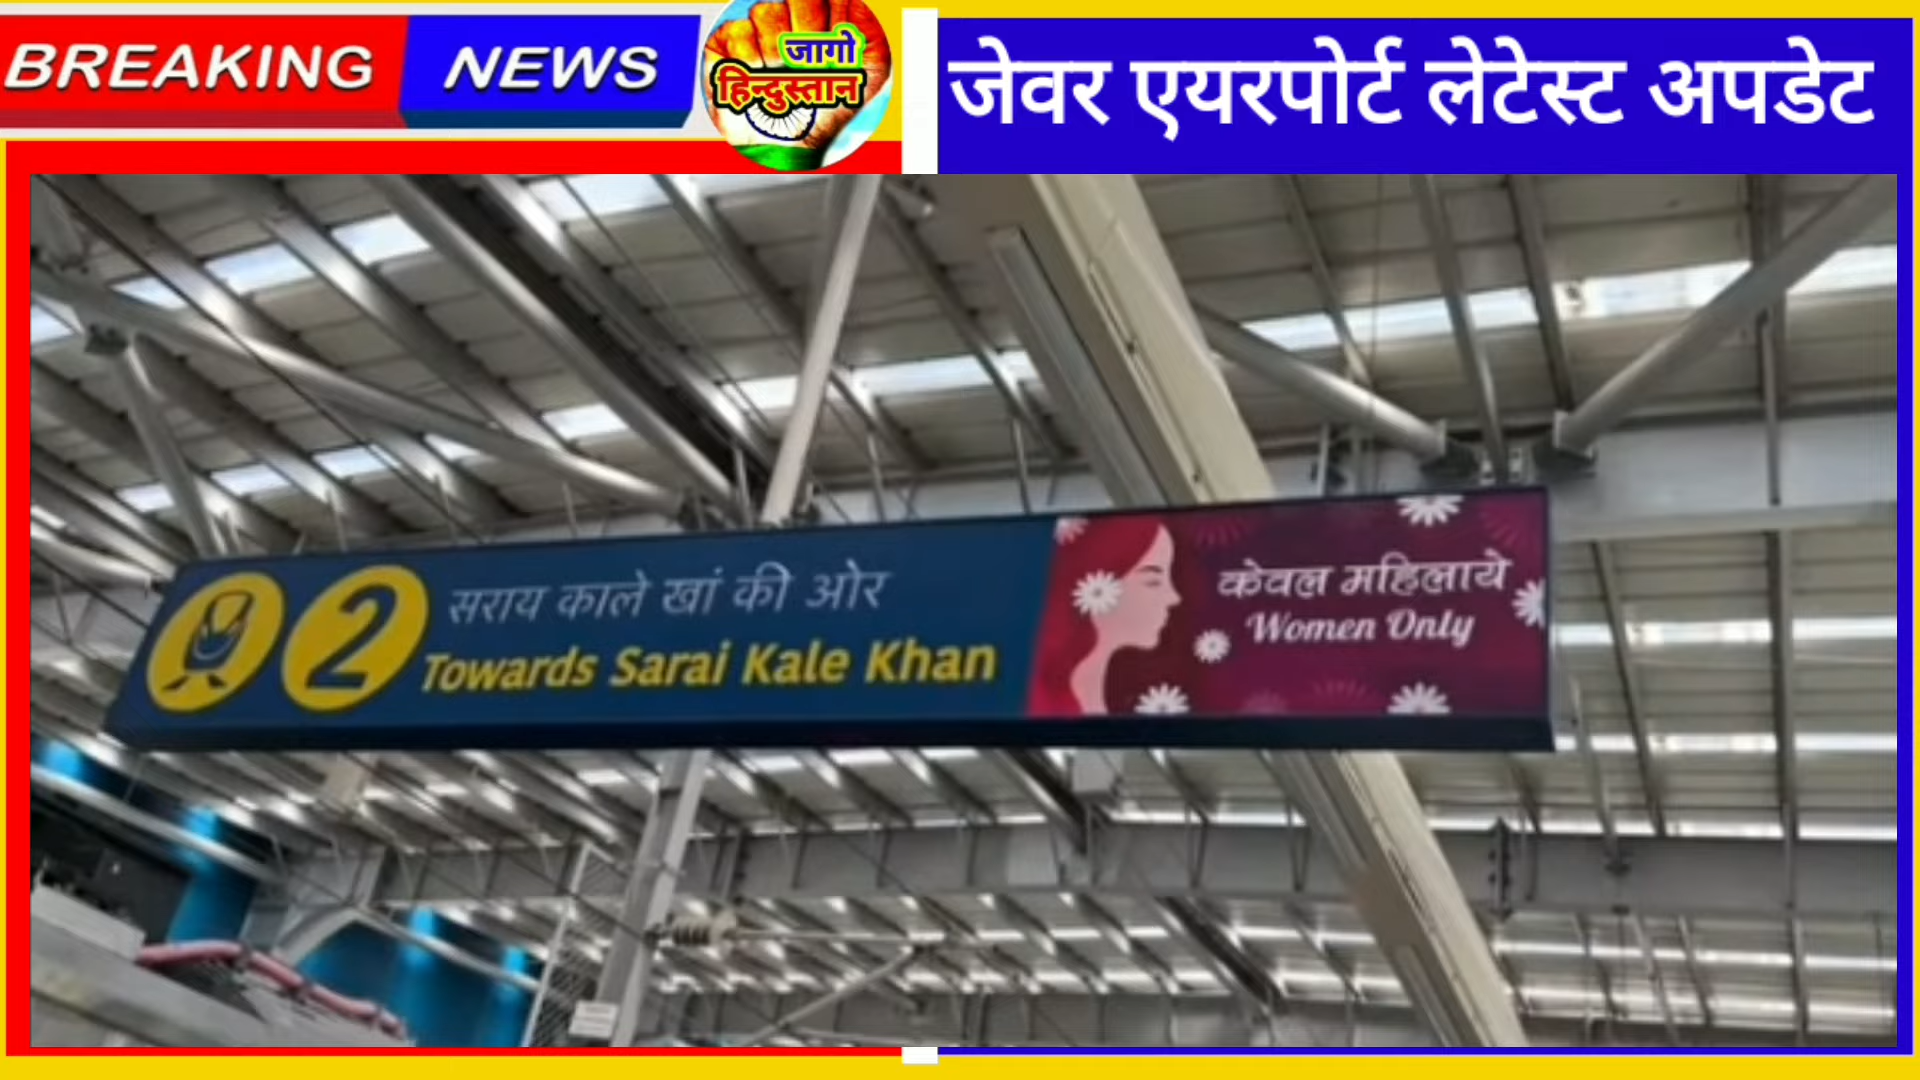 BREAKING NEWS
जागो
हिन्दुस्तान
जेवर एयरपोर्ट लेटेस्ट अपडेट
2
सराय काले खां की ओर
Towards Sarai Kale Khan
केवल महिलाये
Women Only